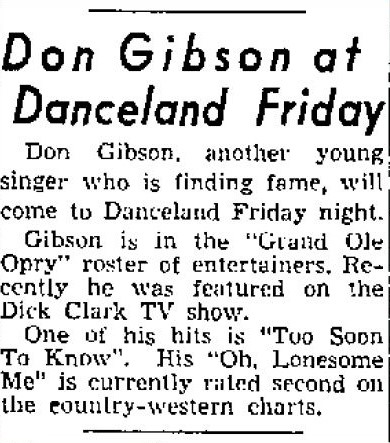 Don Gibson at
Danceland Friday
Don Gibson, another young
singer who is finding fame, will
come to Danceland Friday night.
Gibson is in the "Grand Ole
Opry" roster of entertainers. Re-
cently he was featured on the
Dick Clark TV show.
One of his hits is "Too Soon
To Know". His "Oh, Lonesome
Me" is currently rated second on
the country-western charts.